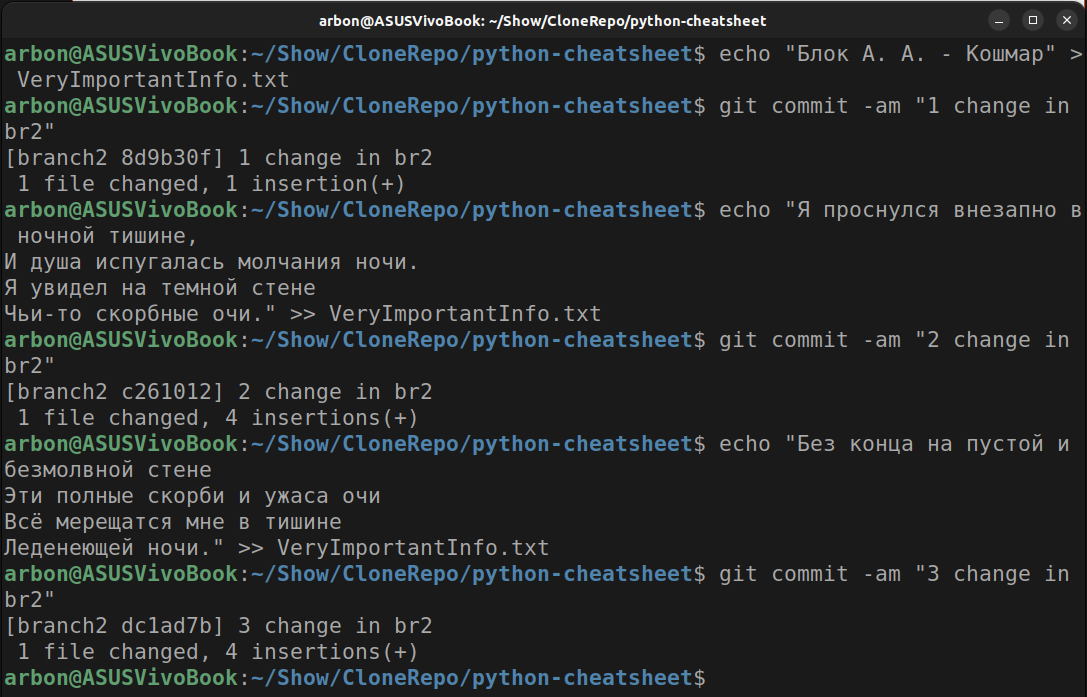 arbon@ASUSVivoBook: ~/Show/CloneRepo/python-cheatsheet
arbon@ASUSVivoBook:~/Show/CloneRepo/python-cheatsheet$ echo "Блок А. А. - Кошмар" >
 VeryImportantInfo.txt
arbon@ASUSVivoBook:~/Show/CloneRepo/python-cheatsheet$ git commit -am "1 change in
br2"
[branch2 8d9b30f] 1 change in br2
 1 file changed, 1 insertion(+)
arbon@ASUSVivoBook:~/Show/CloneRepo/python-cheatsheet$ echo "Я проснулся внезапно в
 ночной тишине,
И душа испугалась молчания ночи.
Я увидел на темной стене
Чьи-то скорбные очи." >> VeryImportantInfo.txt
arbon@ASUSVivoBook:~/Show/CloneRepo/python-cheatsheet$ git commit -am "2 change in
br2"
[branch2 c261012] 2 change in br2
 1 file changed, 4 insertions(+)
arbon@ASUSVivoBook:~/Show/CloneRepo/python-cheatsheet$ echo "Без конца на пустой и
безмолвной стене
Эти полные скорби и ужаса очи
Всё мерещатся мне в тишине
Леденеющей ночи." >> VeryImportantInfo.txt
arbon@ASUSVivoBook:~/Show/CloneRepo/python-cheatsheet$ git commit -am "3 change in
br2"
[branch2 dc1ad7b] 3 change in br2
 1 file changed, 4 insertions(+)
arbon@ASUSVivoBook:~/Show/CloneRepo/python-cheatsheet$